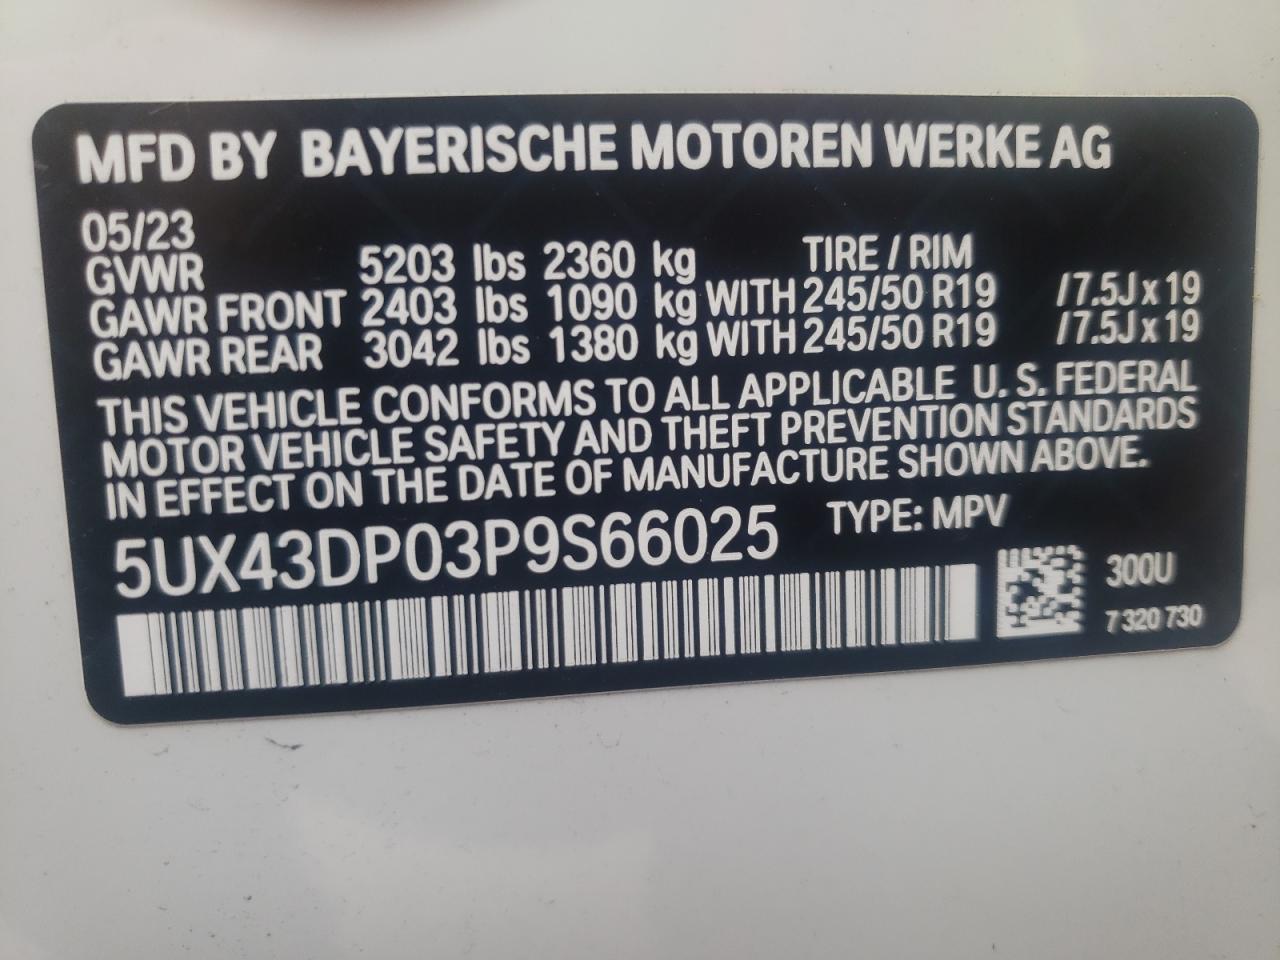 MFD BY BAYERISCHE MOTOREN WERKE AG
05/23
GVWR 5203 lbs 2360 kg TIRE / RIM
GAWR FRONT 2403 lbs 1090 kg WITH 245/50 R19 / 7.5J x 19
GAWR REAR 3042 lbs 1380 kg WITH 245/50 R19 / 7.5J x 19
THIS VEHICLE CONFORMS TO ALL APPLICABLE U. S. FEDERAL
MOTOR VEHICLE SAFETY AND THEFT PREVENTION STANDARDS
IN EFFECT ON THE DATE OF MANUFACTURE SHOWN ABOVE.
5UX43DP03P9S66025 TYPE: MPV
300U
7 320 730